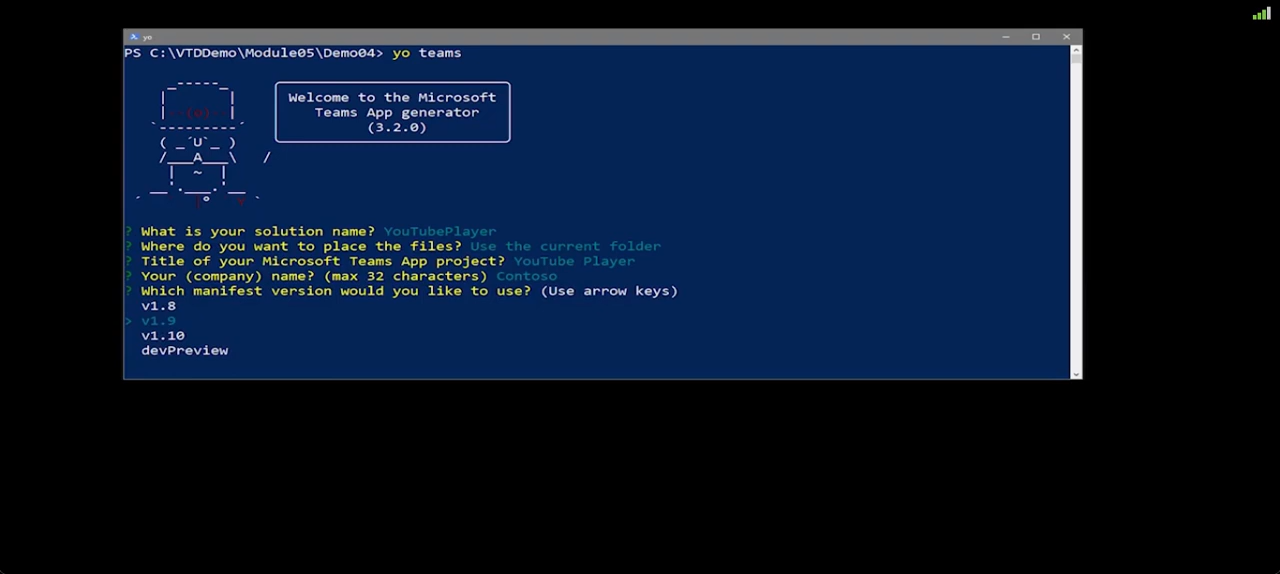 yo
PS C:\VTDDemo\Module05\Demo04> yo teams
Welcome to the Microsoft
Teams App generator
(3.2.0)
? What is your solution name? YouTubePlayer
? Where do you want to place the files? Use the current folder
? Title of your Microsoft Teams App project? YouTube Player
? Your (company) name? (max 32 characters) Contoso
? Which manifest version would you like to use? (Use arrow keys)
v1.8
> v1.9
v1.10
devPreview